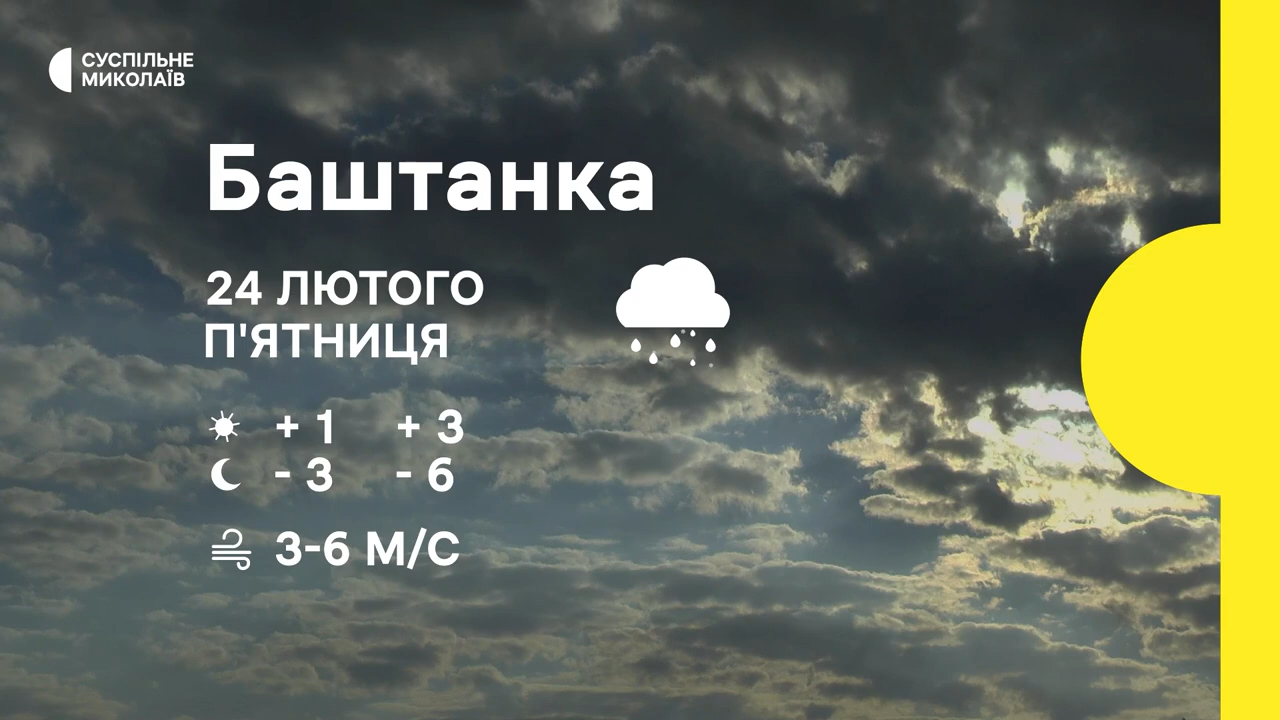 СУСПІЛЬНЕ
МИКОЛАЇВ
Баштанка
24 ЛЮТОГО
П'ЯТНИЦЯ
+ 1 + 3
- 3 - 6
3-6 М/С